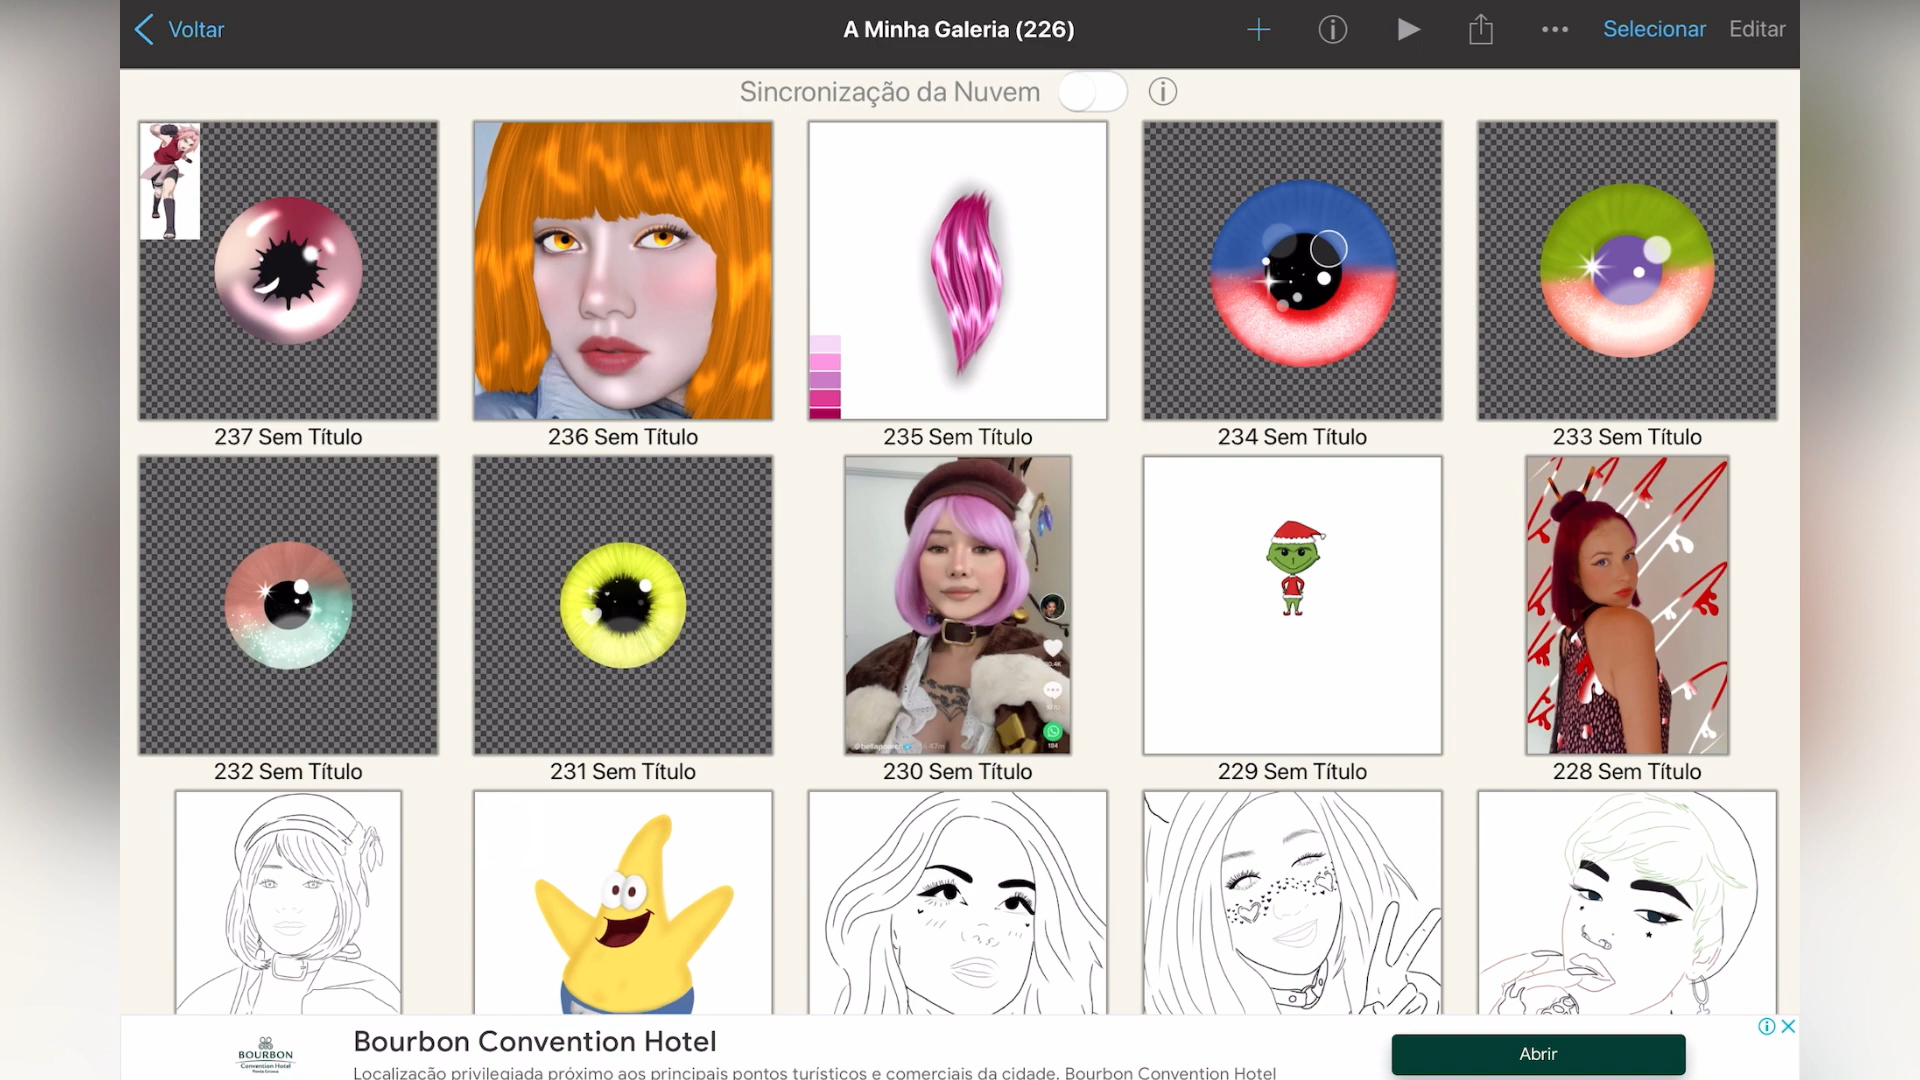 Voltar
A Minha Galeria (226)
Selecionar
Editar
Sincronização da Nuvem
237 Sem Título
236 Sem Título
235 Sem Título
234 Sem Título
233 Sem Título
232 Sem Título
231 Sem Título
230 Sem Título
229 Sem Título
228 Sem Título
184
BOURBON
Convention Hotel
Bourbon Convention Hotel
Abrir
Localização privilegiada próximo aos principais pontos turísticos e comerciais da cidade. Bourbon Convention Hotel